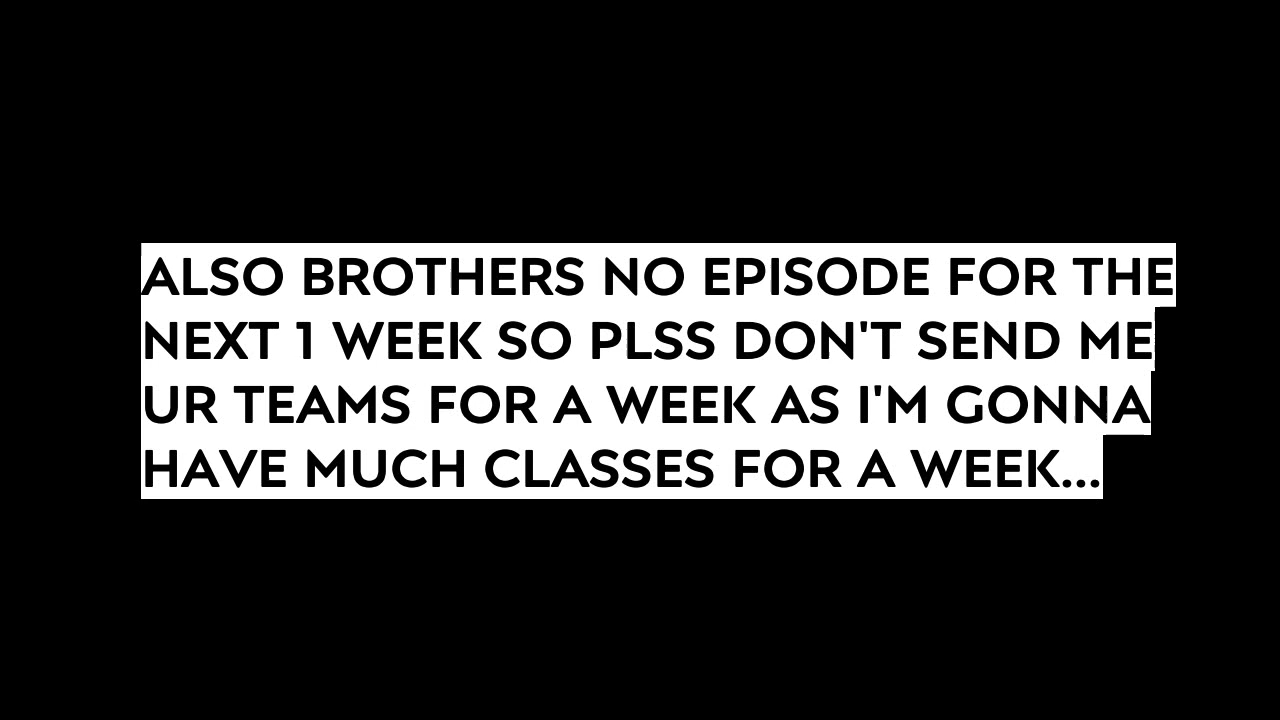 ALSO BROTHERS NO EPISODE FOR THE
NEXT 1 WEEK SO PLSS DON'T SEND ME
UR TEAMS FOR A WEEK AS I'M GONNA
HAVE MUCH CLASSES FOR A WEEK...